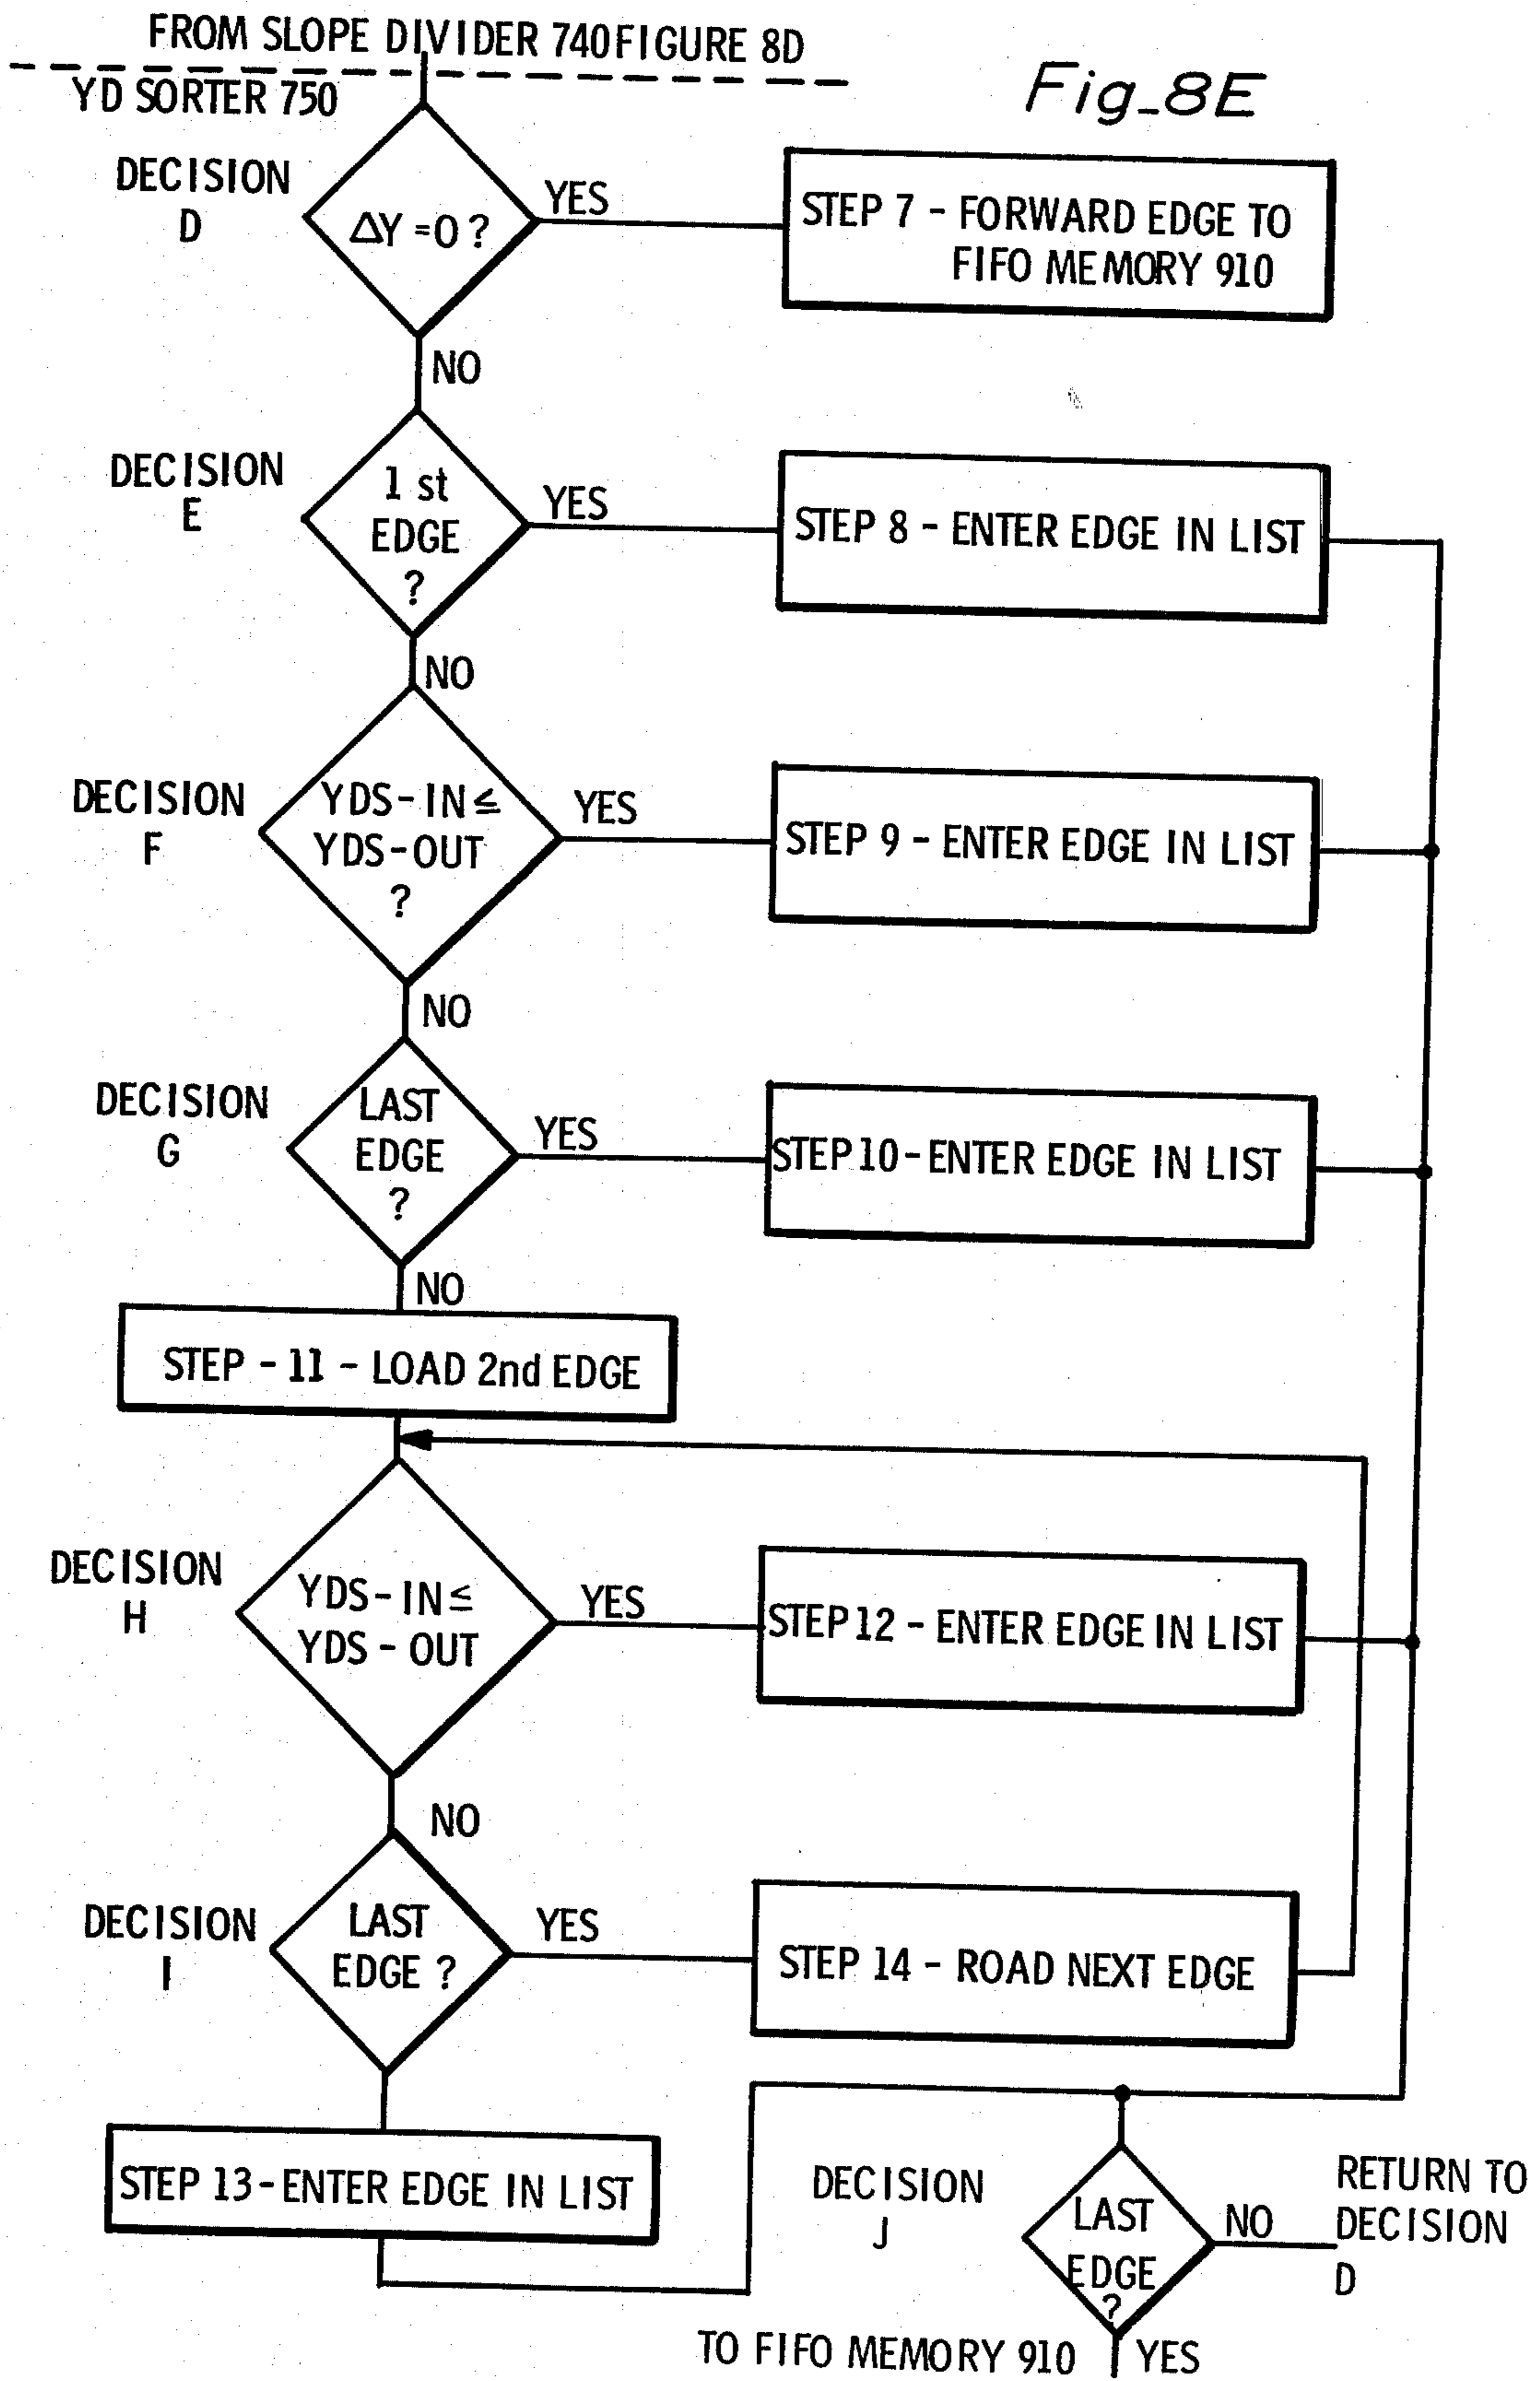 FROM SLOPE DIVIDER 740 FIGURE 8D
YD SORTER 750
Fig_8E
DECISION
D
ΔY =0 ?
YES
STEP 7 - FORWARD EDGE TO
FIFO MEMORY 910
NO
DECISION
E
1 st
EDGE
?
YES
STEP 8 - ENTER EDGE IN LIST
NO
DECISION
F
YDS-IN ≤
YDS-OUT
?
YES
STEP 9 - ENTER EDGE IN LIST
NO
DECISION
G
LAST
EDGE
?
YES
STEP 10 - ENTER EDGE IN LIST
NO
STEP - 11 - LOAD 2nd EDGE
DECISION
H
YDS-IN ≤
YDS - OUT
YES
STEP 12 - ENTER EDGE IN LIST
NO
DECISION
I
LAST
EDGE ?
YES
STEP 14 - ROAD NEXT EDGE
STEP 13 - ENTER EDGE IN LIST
DECISION
J
LAST
EDGE
?
NO
RETURN TO
DECISION
D
TO FIFO MEMORY 910
YES